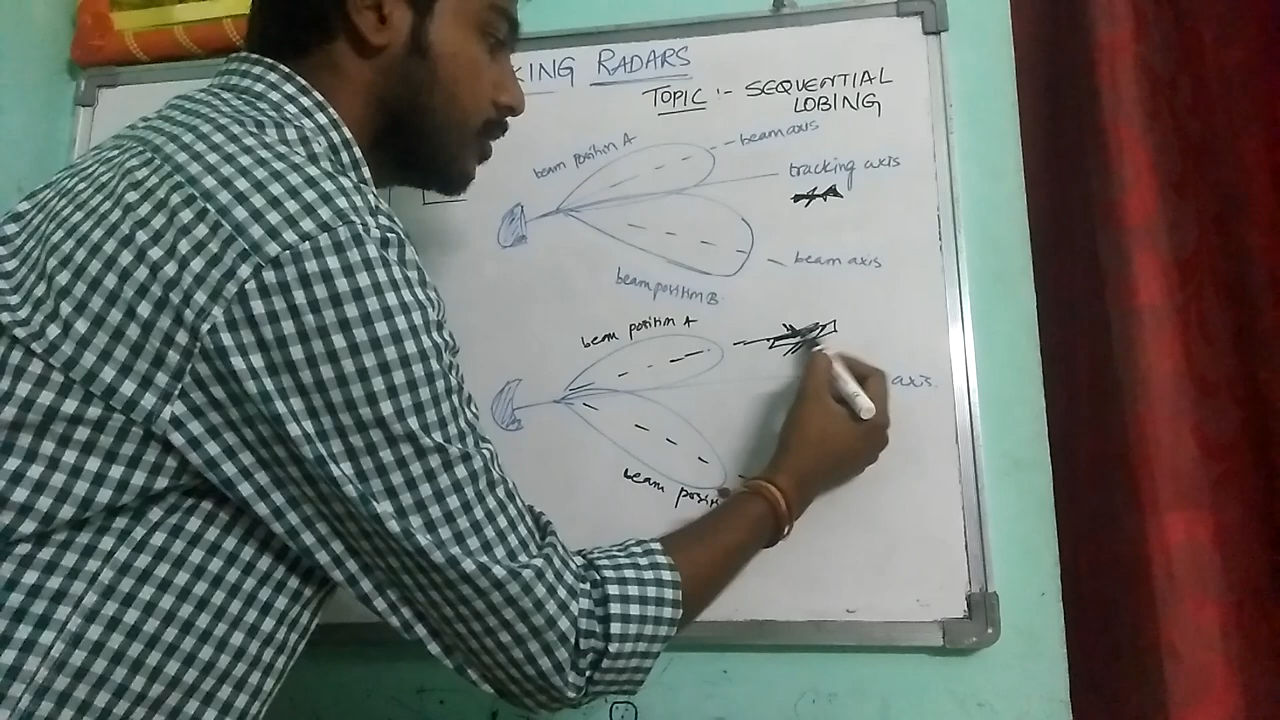 KING RADARS
TOPIC :- SEQUENTIAL
LOBING
beam position A
beam axis
tracking axis
beam axis
beam position B
beam position A
axis.
beam positi